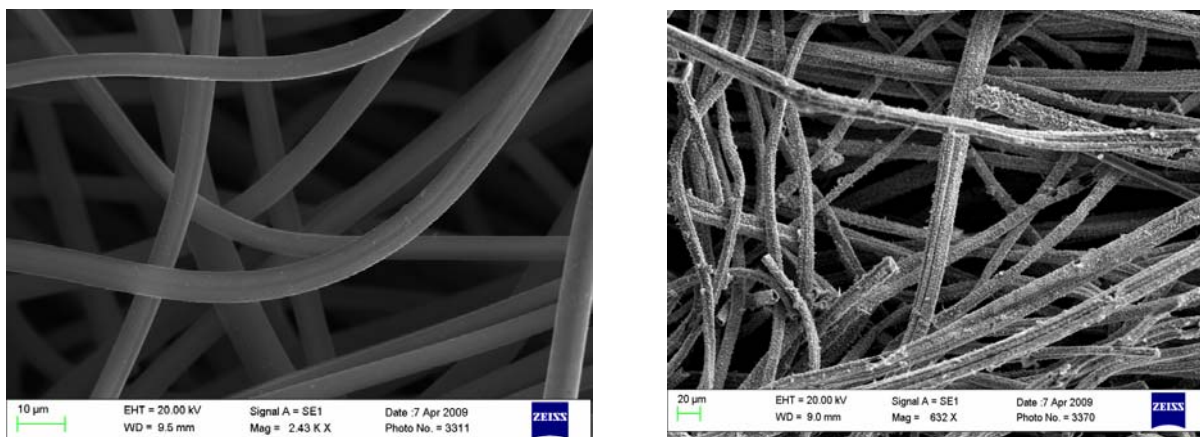 10 µm
EHT = 20.00 kV Signal A = SE1 Date :7 Apr 2009
WD = 9.5 mm Mag = 2.43 K X Photo No. = 3311
ZEISS
20 µm
EHT = 20.00 kV Signal A = SE1 Date :7 Apr 2009
WD = 9.0 mm Mag = 632 X Photo No. = 3370
ZEISS